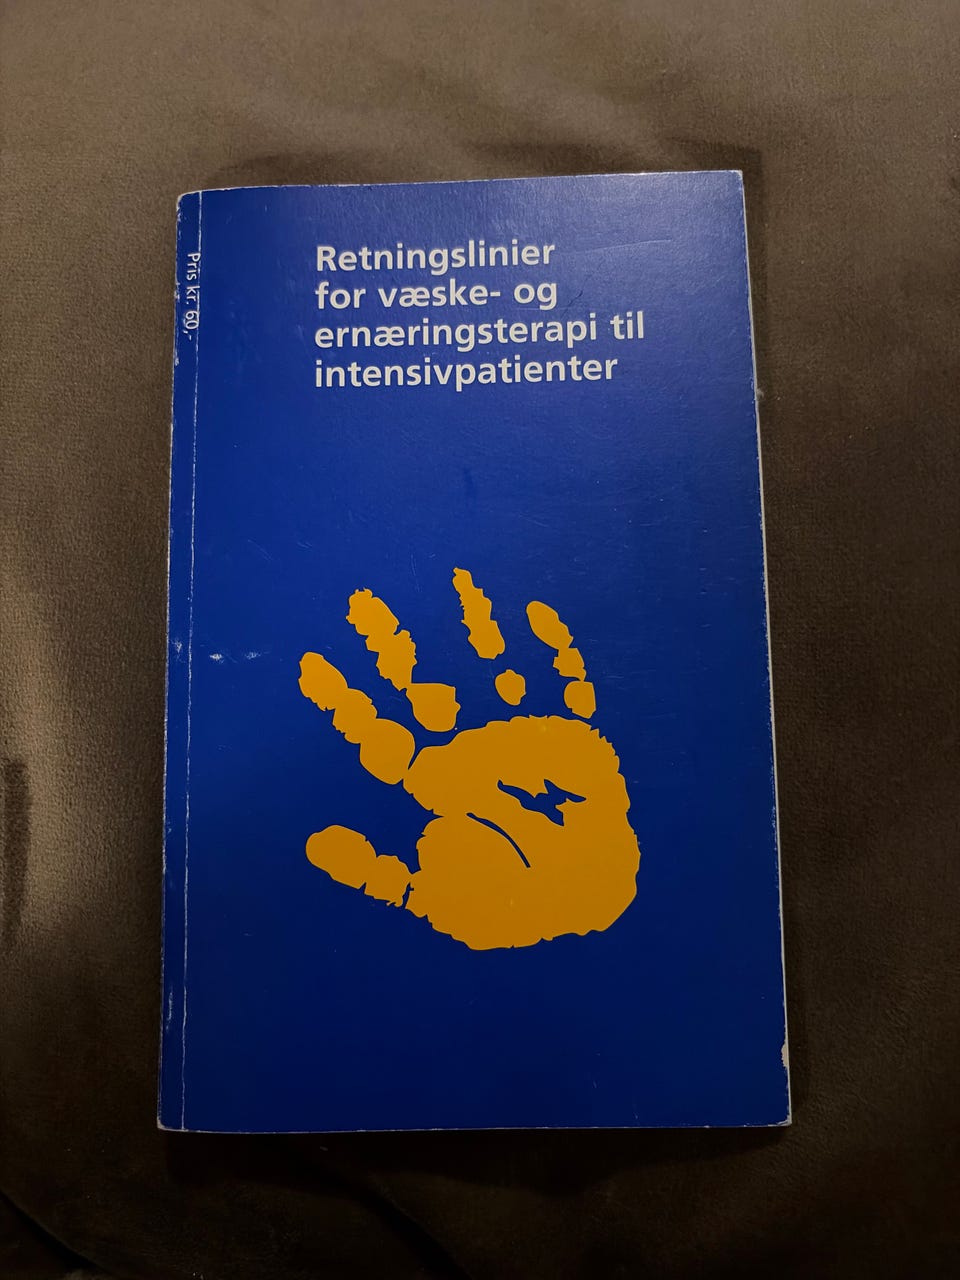 Retningslinier
for væske- og
ernæringsterapi til
intensivpatienter
Pris kr. 60,-